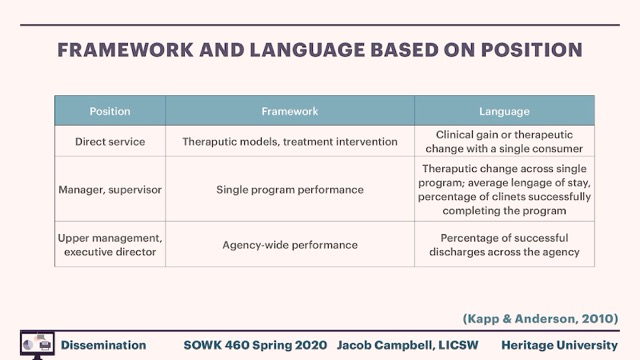 FRAMEWORK AND LANGUAGE BASED ON POSITION
Position Framework Language
Direct service Theraputic models, treatment intervention Clinical gain or therapeutic
change with a single consumer
Manager, supervisor Single program performance Theraputic change across single
program; average lengage of stay,
percentage of clinets successfully
completing the program
Upper management,
executive director Agency-wide performance Percentage of successful
discharges across the agency
(Kapp & Anderson, 2010)
Dissemination SOWK 460 Spring 2020 Jacob Campbell, LICSW Heritage University